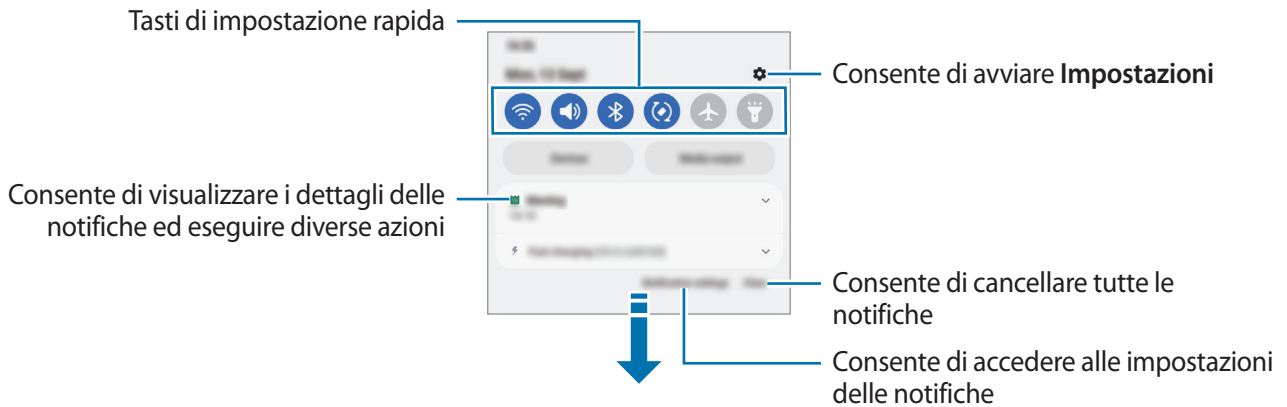 Tasti di impostazione rapida
Consente di avviare Impostazioni
Consente di visualizzare i dettagli delle
notifiche ed eseguire diverse azioni
Consente di cancellare tutte le
notifiche
Consente di accedere alle impostazioni
delle notifiche